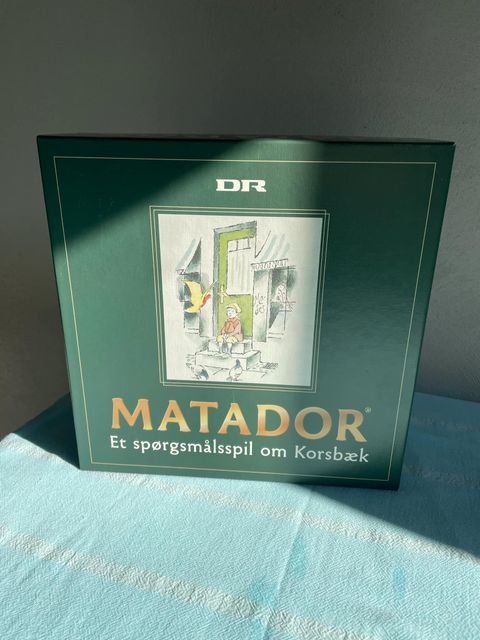 DR
MATADOR®
Et spørgsmålsspil om Korsbæk